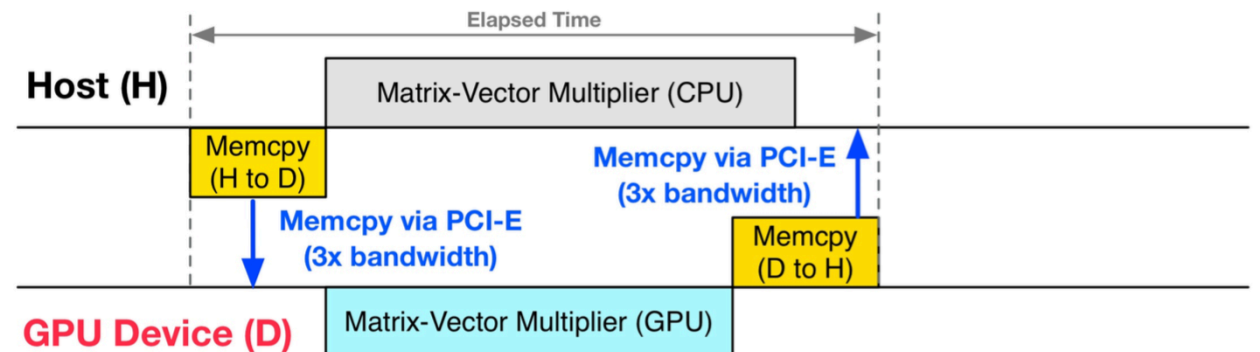 Elapsed Time
Host (H)
Matrix-Vector Multiplier (CPU)
Memcpy
(H to D)
Memcpy via PCI-E
(3x bandwidth)
Memcpy via PCI-E
(3x bandwidth)
Memcpy
(D to H)
GPU Device (D)
Matrix-Vector Multiplier (GPU)